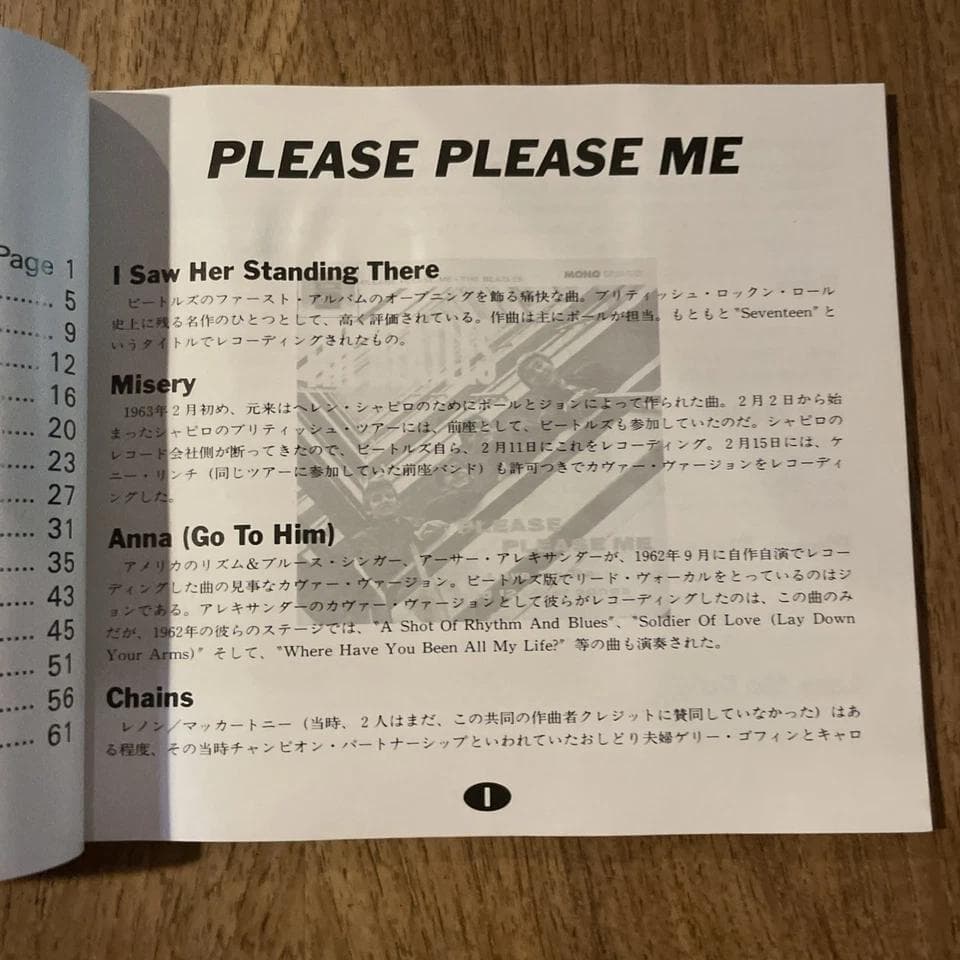 Page 1
..... 5
..... 9
..... 12
..... 16
..... 20
..... 23
..... 27
..... 31
..... 35
..... 43
..... 45
..... 51
..... 56
..... 61
PLEASE PLEASE ME
I Saw Her Standing There
ビートルズのファースト・アルバムのオープニングを飾る痛快な曲。ブリティッシュ・ロックン・ロール
史上に残る名作のひとつとして、高く評価されている。作曲は主にポールが担当。もともと"Seventeen"と
いうタイトルでレコーディングされたもの。
Misery
1963年2月初め、元来はヘレン・シャピロのためにポールとジョンによって作られた曲。2月2日から始
まったシャピロのブリティッシュ・ツアーには、前座として、ビートルズも参加していたのだ。シャピロの
レコード会社側が断ってきたので、ビートルズ自ら、2月11日にこれをレコーディング。2月15日には、ケ
ニー・リンチ（同じツアーに参加していた前座バンド）も許可つきでカヴァー・ヴァージョンをレコーディ
ングした。
Anna (Go To Him)
アメリカのリズム＆ブルース・シンガー、アーサー・アレキサンダーが、1962年9月に自作自演でレコー
ディングした曲の見事なカヴァー・ヴァージョン。ビートルズ版でリード・ヴォーカルをとっているのはジ
ョンである。アレキサンダーのカヴァー・ヴァージョンとして彼らがレコーディングしたのは、この曲のみ
だが、1962年の彼らのステージでは、"A Shot Of Rhythm And Blues"、"Soldier Of Love (Lay Down
Your Arms)" そして、"Where Have You Been All My Life?" 等の曲も演奏された。
Chains
レノン／マッカートニー（当時、2人はまだ、この共同の作曲者クレジットに賛同していなかった）はあ
る程度、その当時チャンピオン・パートナーシップといわれていたおしどり夫婦ゲリー・ゴフィンとキャロ
1
MONO
PLEASE
PLEASE ME